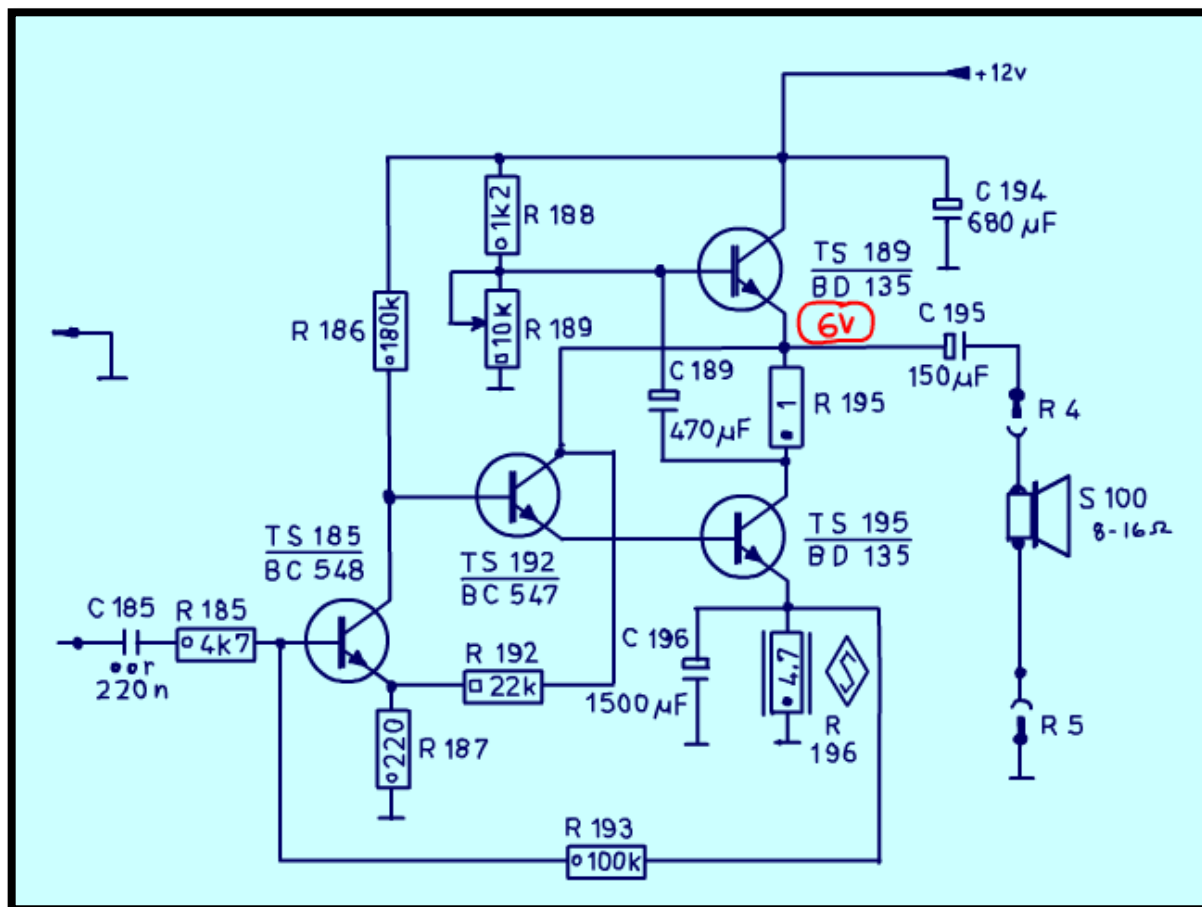 +12v
1k2
R 188
C 194
680 µF
TS 189
BD 135
R 186
180k
10k
R 189
6V
C 195
150µF
C 189
470µF
1
R 195
R 4
TS 185
BC 548
TS 192
BC 547
TS 195
BD 135
S 100
8-16Ω
C 185
R 185
4k7
220n
R 192
22k
C 196
1500 µF
4.7
R
196
R 5
220
R 187
R 193
100k